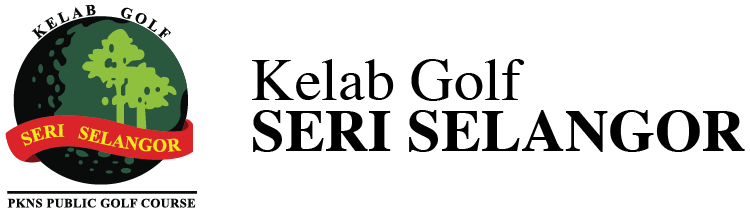 KELAB GOLF
SERI SELANGOR
PKNS PUBLIC GOLF COURSE
Kelab Golf
SERI SELANGOR